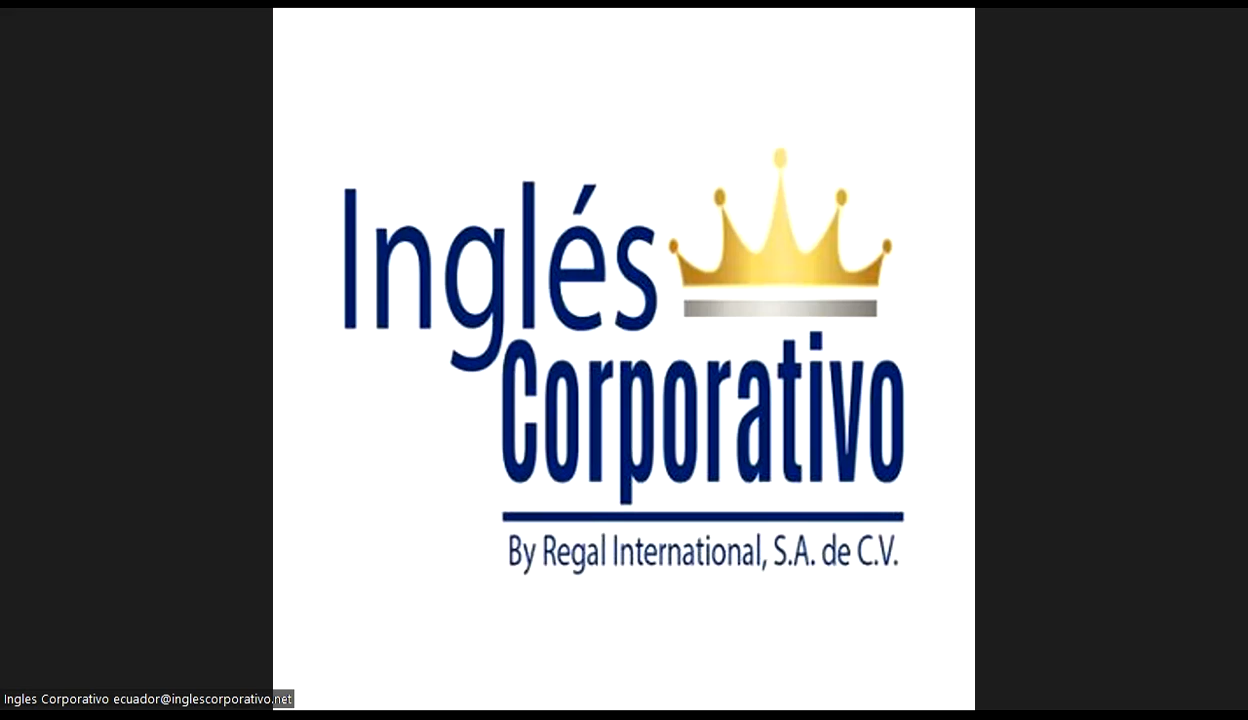 Inglés
Corporativo
By Regal International, S.A. de C.V.
Ingles Corporativo ecuador@inglescorporativo.net